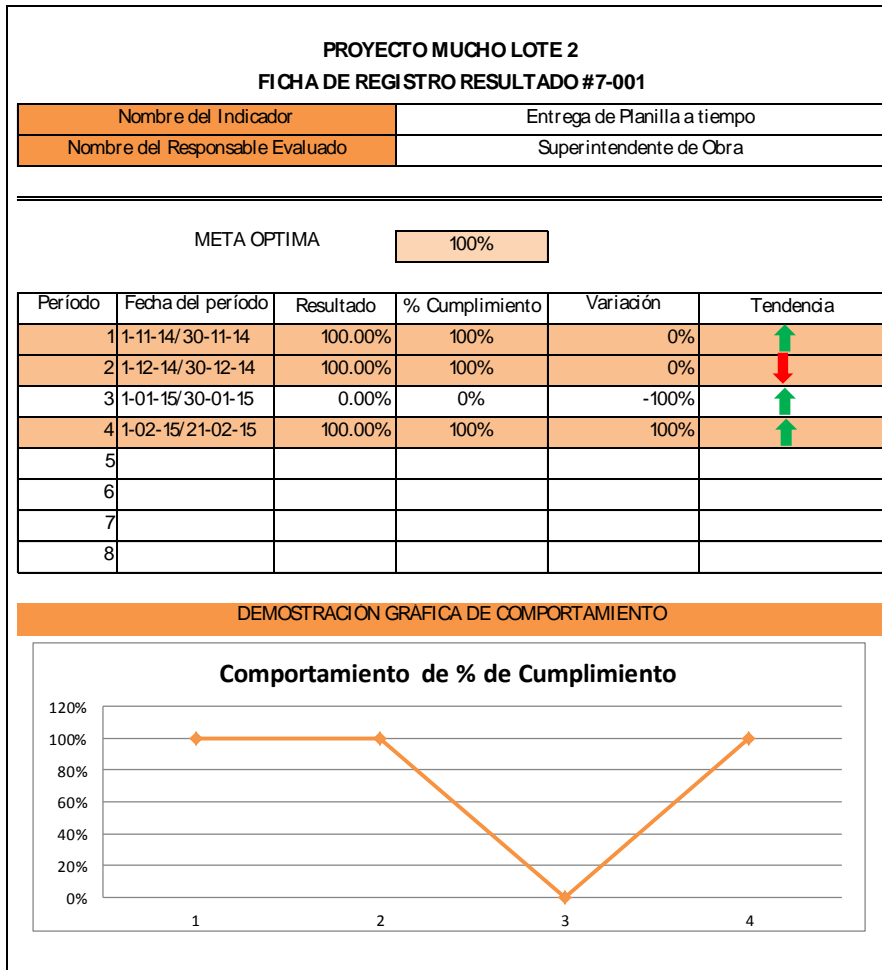 PROYECTO MUCHO LOTE 2
FICHA DE REGISTRO RESULTADO #7-001
Nombre del Indicador Entrega de Planilla a tiempo
Nombre del Responsable Evaluado Superintendente de Obra
META OPTIMA 100%
Período Fecha del período Resultado % Cumplimiento Variación Tendencia
1 1-11-14/30-11-14 100.00% 100% 0%
2 1-12-14/30-12-14 100.00% 100% 0%
3 1-01-15/30-01-15 0.00% 0% -100%
4 1-02-15/21-02-15 100.00% 100% 100%
5
6
7
8
DEMOSTRACIÓN GRÁFICA DE COMPORTAMIENTO
Comportamiento de % de Cumplimiento
120%
100%
80%
60%
40%
20%
0%
1 2 3 4